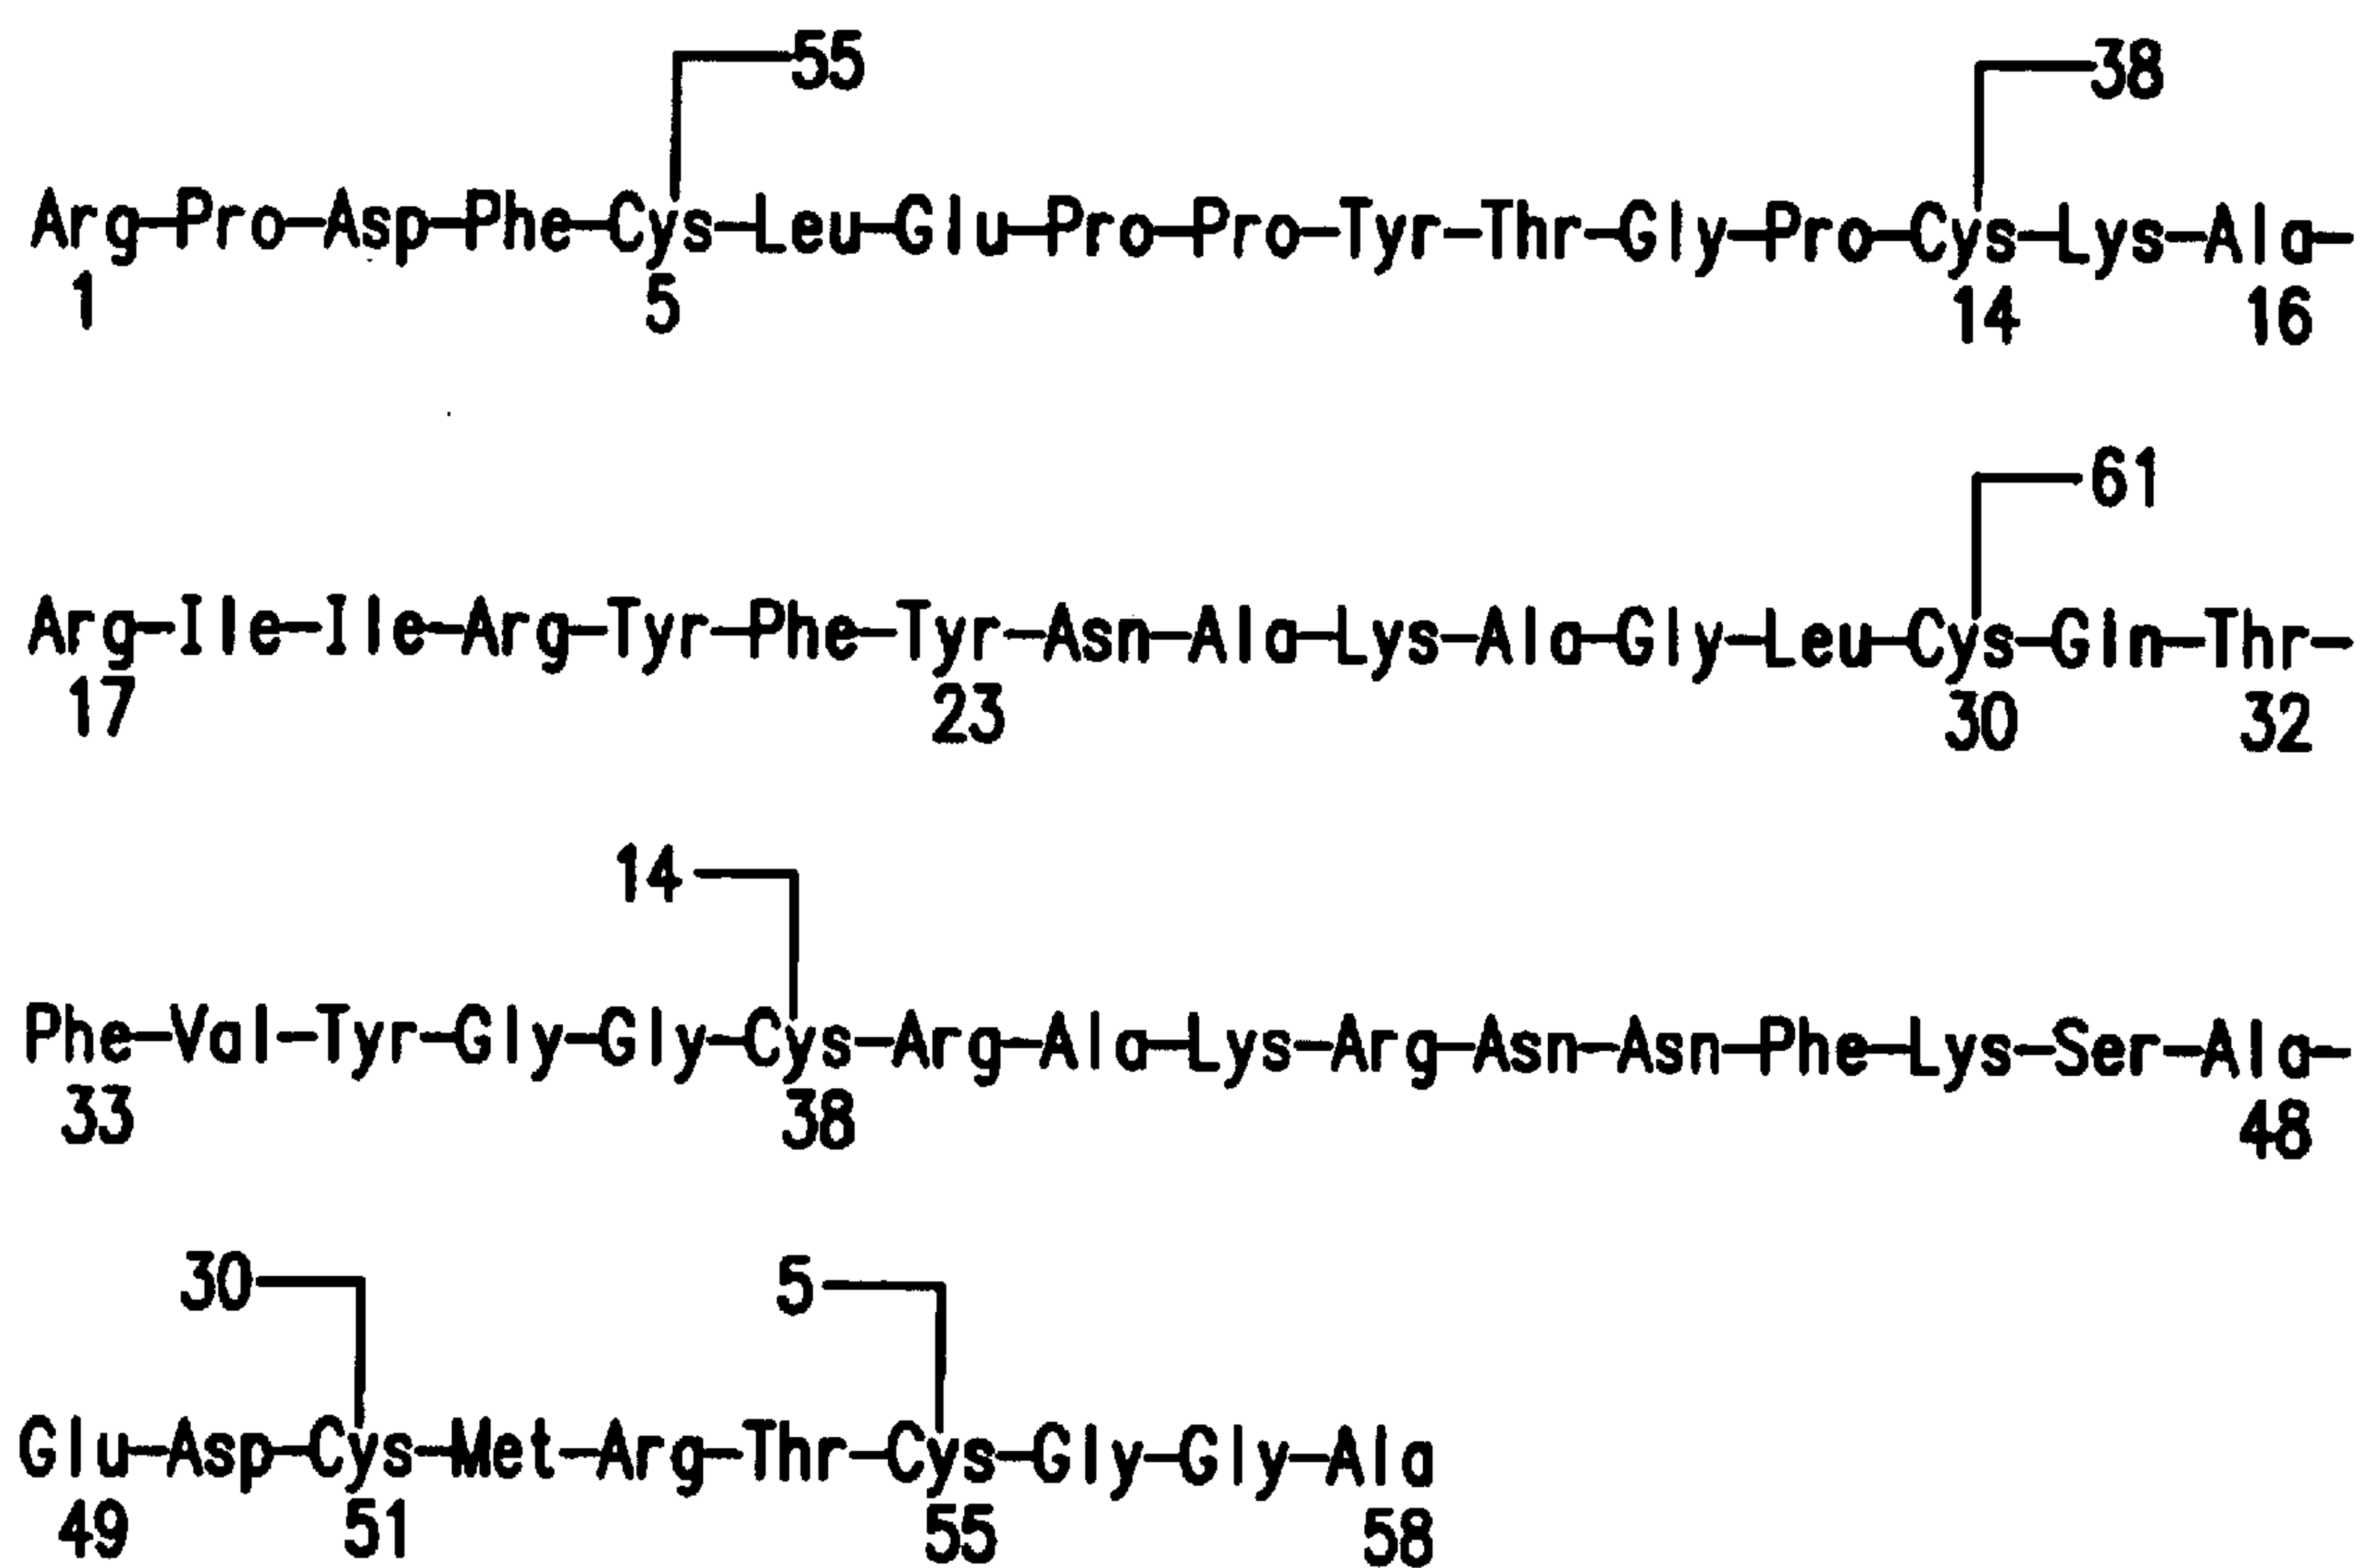 55 38
Arg-Pro-Asp-Phe-Cys-Leu-Glu-Pro-Pro-Tyr-Thr-Gly-Pro-Cys-Lys-Ala-
1 5 14 16
61
Arg-Ile-Ile-Arg-Tyr-Phe-Tyr-Asn-Ala-Lys-Ala-Gly-Leu-Cys-Gln-Thr-
17 23 30 32
14
Phe-Val-Tyr-Gly-Gly-Cys-Arg-Ala-Lys-Arg-Asn-Asn-Phe-Lys-Ser-Ala-
33 38 48
30 5
Glu-Asp-Cys-Met-Arg-Thr-Cys-Gly-Gly-Ala
49 51 55 58